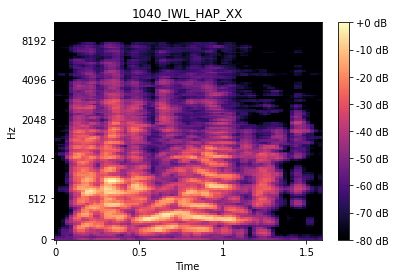 1040_IWL_HAP_XX
+0 dB
8192
-10 dB
4096
-20 dB
-30 dB
2048
Hz
-40 dB
1024
-50 dB
512
-60 dB
-70 dB
0
-80 dB
0
0.5
1
1.5
Time